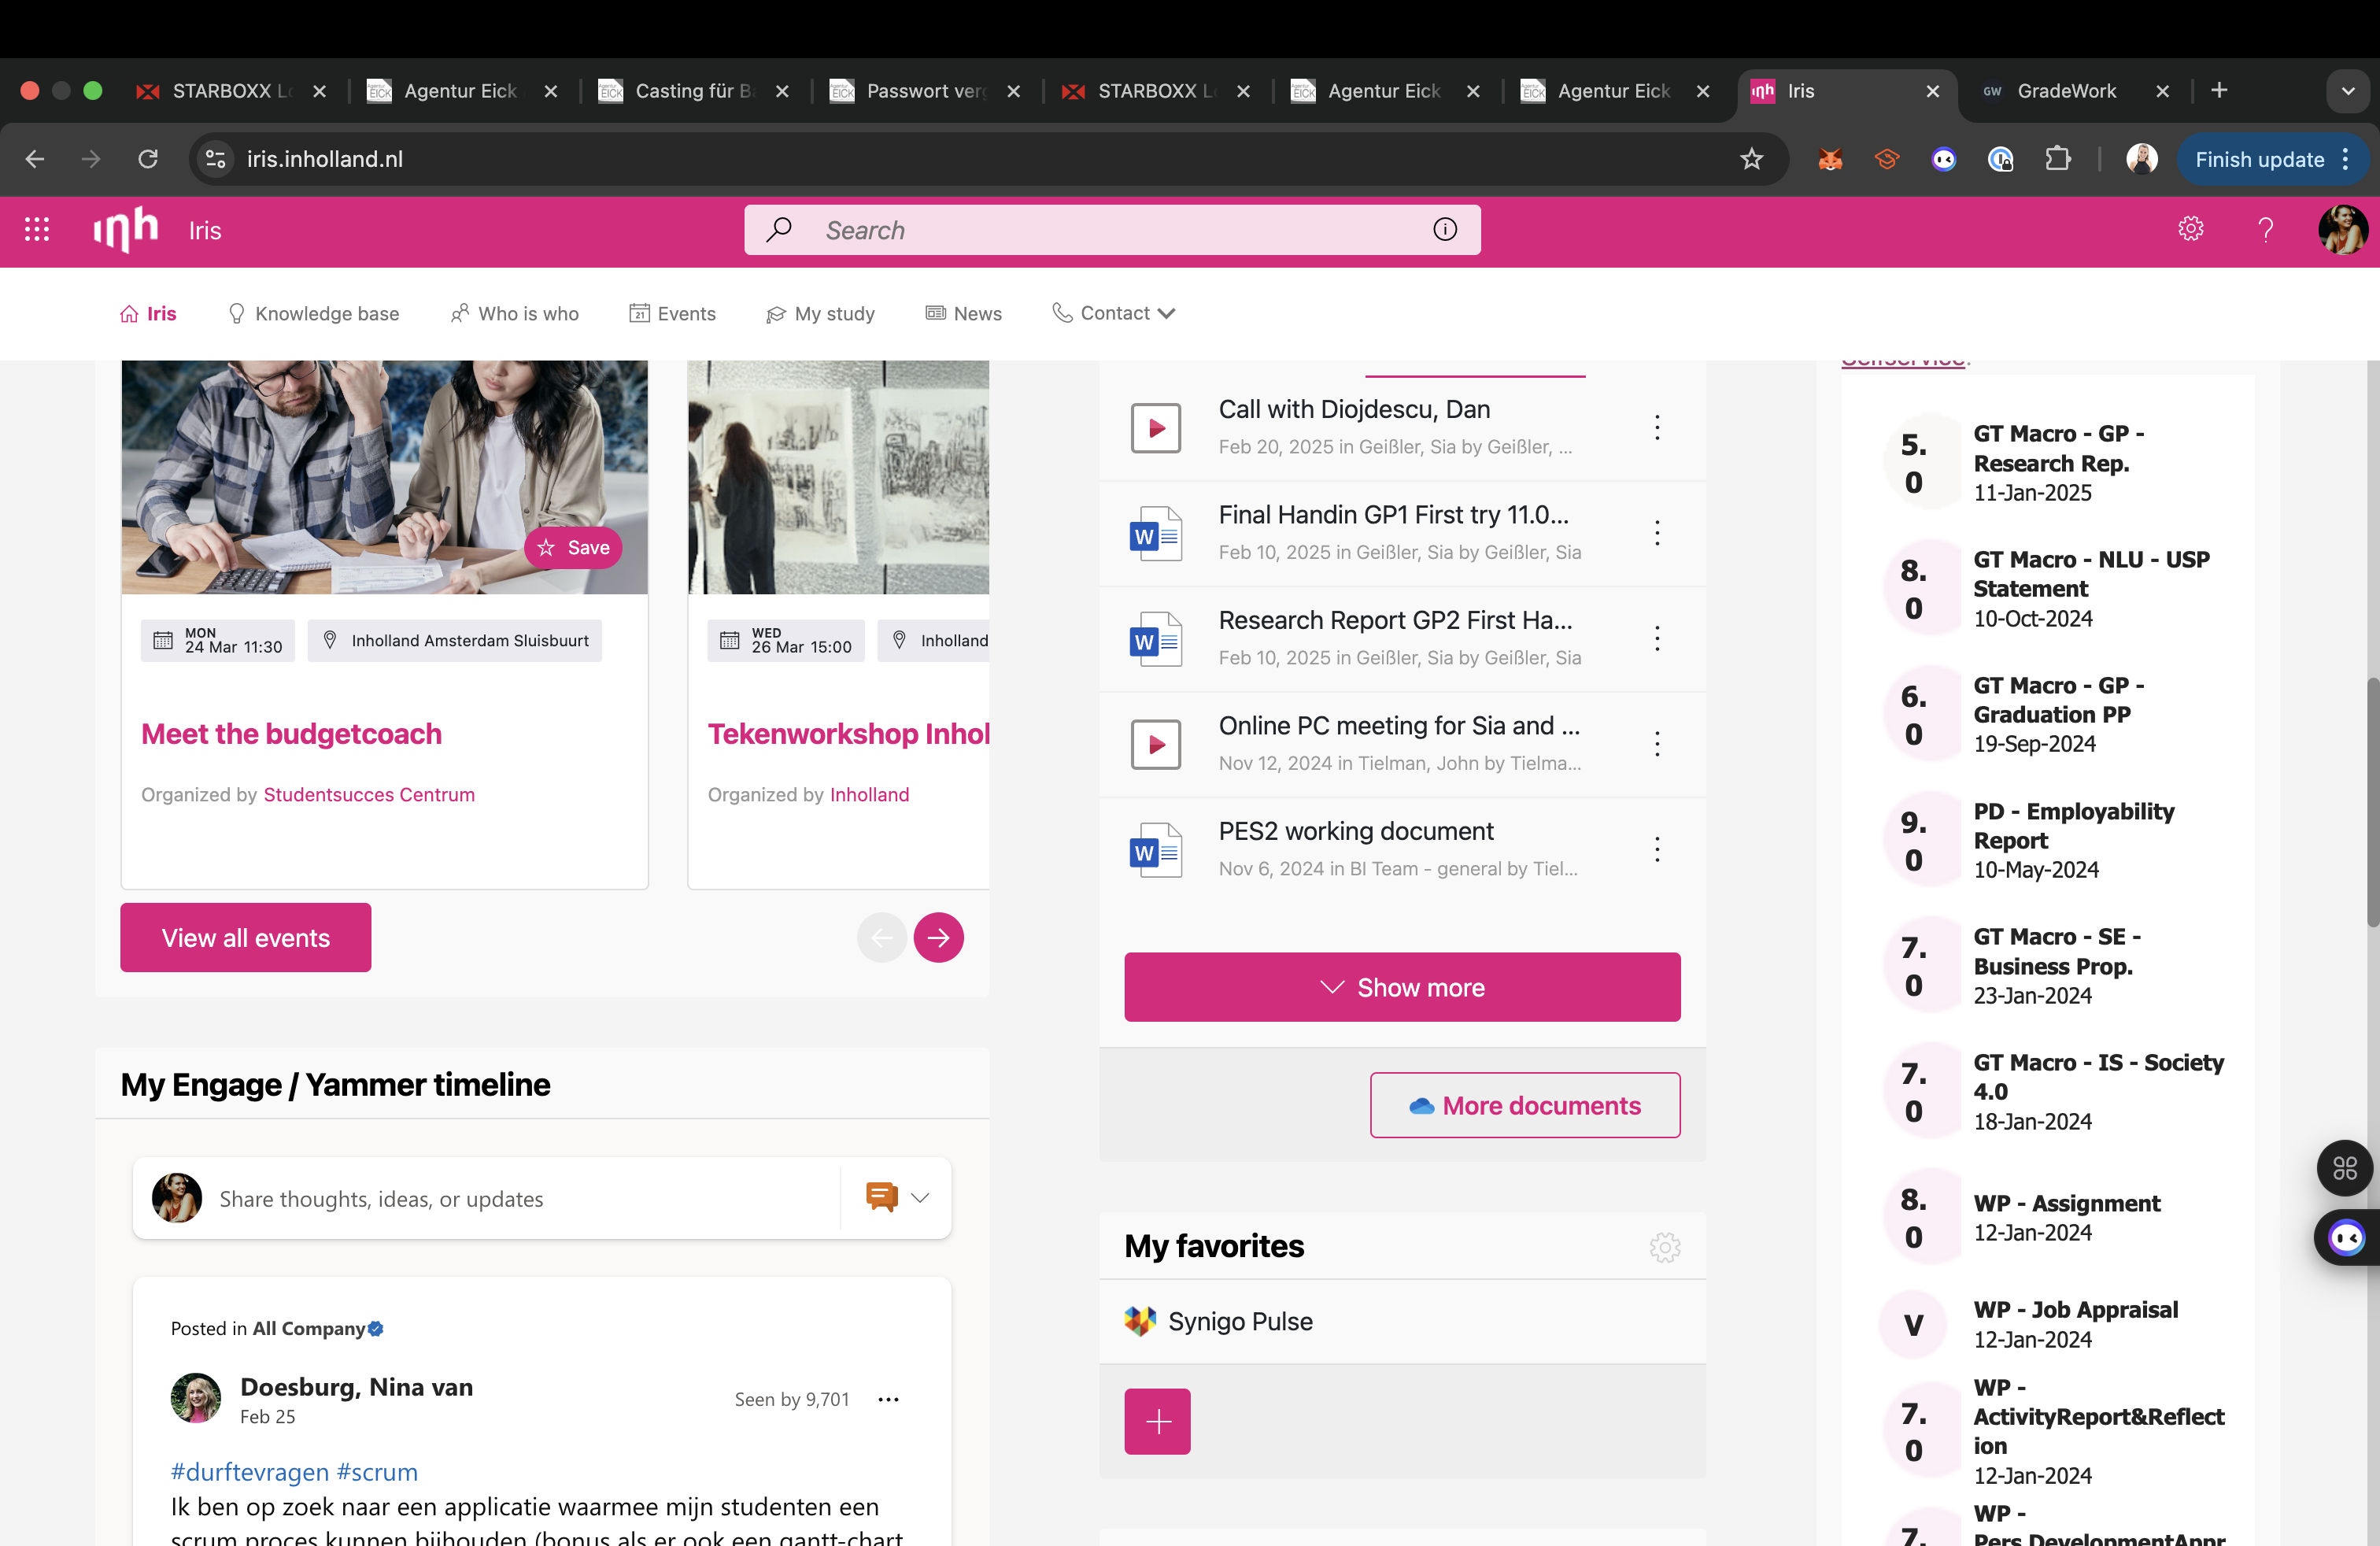 STARBOXX Lo
Agentur Eick
Casting für Ba
Passwort verg
STARBOXX Lo
Agentur Eick
Agentur Eick
Iris
GW GradeWork
iris.inholland.nl
Finish update
inh Iris
Search
Iris
Knowledge base
Who is who
21 Events
My study
News
Contact
Save
MON
24 Mar 11:30
Inholland Amsterdam Sluisbuurt
Meet the budgetcoach
Organized by Studentsucces Centrum
WED
26 Mar 15:00
Inholland
Tekenworkshop Inhol
Organized by Inholland
View all events
My Engage / Yammer timeline
Share thoughts, ideas, or updates
Posted in All Company
Doesburg, Nina van
Feb 25
Seen by 9,701
#durftevragen #scrum
Ik ben op zoek naar een applicatie waarmee mijn studenten een
scrum proces kunnen bijhouden (bonus als er ook een gantt-chart
Call with Diojdescu, Dan
Feb 20, 2025 in Geißler, Sia by Geißler, ...
Final Handin GP1 First try 11.0...
Feb 10, 2025 in Geißler, Sia by Geißler, Sia
Research Report GP2 First Ha...
Feb 10, 2025 in Geißler, Sia by Geißler, Sia
Online PC meeting for Sia and ...
Nov 12, 2024 in Tielman, John by Tielma...
PES2 working document
Nov 6, 2024 in BI Team - general by Tiel...
Show more
More documents
My favorites
Synigo Pulse
Selfservice.
5.
0
GT Macro - GP -
Research Rep.
11-Jan-2025
8.
0
GT Macro - NLU - USP
Statement
10-Oct-2024
6.
0
GT Macro - GP -
Graduation PP
19-Sep-2024
9.
0
PD - Employability
Report
10-May-2024
7.
0
GT Macro - SE -
Business Prop.
23-Jan-2024
7.
0
GT Macro - IS - Society
4.0
18-Jan-2024
8.
0
WP - Assignment
12-Jan-2024
V
WP - Job Appraisal
12-Jan-2024
7.
0
WP -
ActivityReport&Reflect
ion
12-Jan-2024
7.
WP -
Pers.DevelopmentAppr